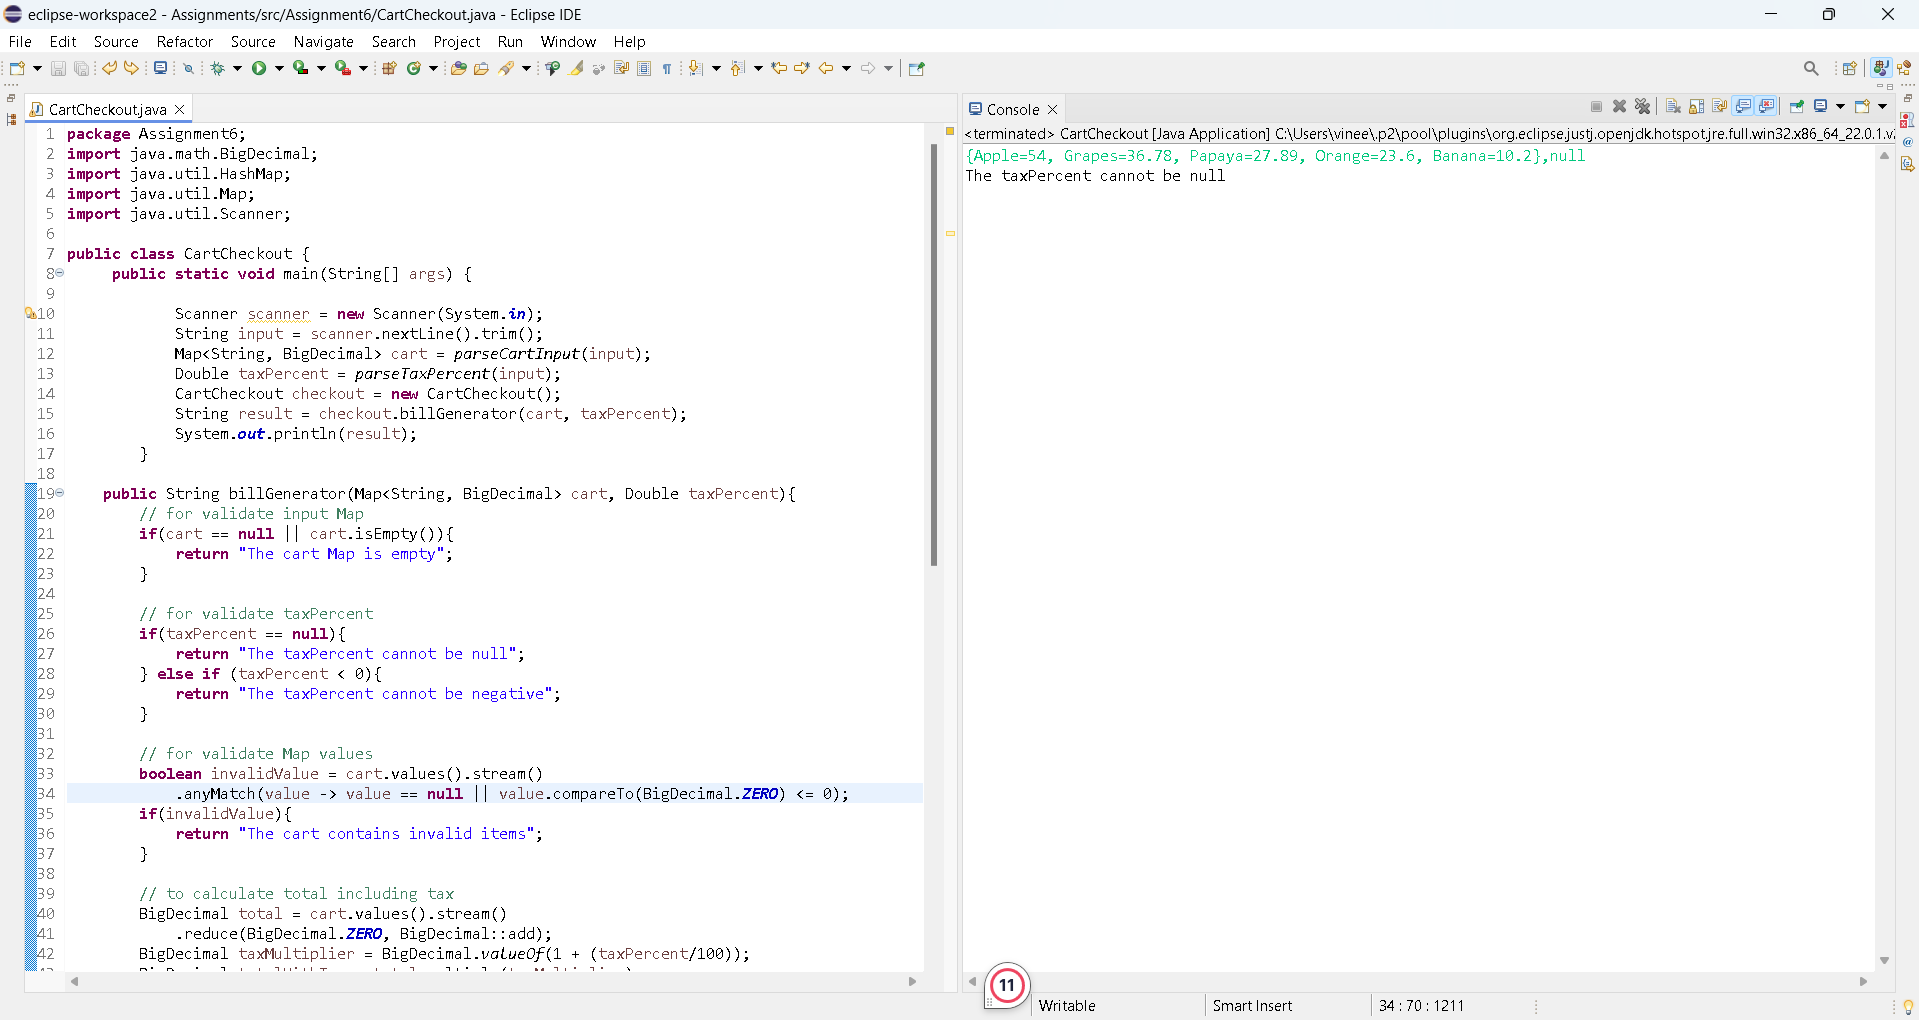 eclipse-workspace2 - Assignments/src/Assignment6/CartCheckout.java - Eclipse IDE
File Edit Source Refactor Source Navigate Search Project Run Window Help
CartCheckout.java
1 package Assignment6;
2 import java.math.BigDecimal;
3 import java.util.HashMap;
4 import java.util.Map;
5 import java.util.Scanner;
6
7 public class CartCheckout {
8 public static void main(String[] args) {
9
10 Scanner scanner = new Scanner(System.in);
11 String input = scanner.nextLine().trim();
12 Map<String, BigDecimal> cart = parseCartInput(input);
13 Double taxPercent = parseTaxPercent(input);
14 CartCheckout checkout = new CartCheckout();
15 String result = checkout.billGenerator(cart, taxPercent);
16 System.out.println(result);
17 }
18
19 public String billGenerator(Map<String, BigDecimal> cart, Double taxPercent){
20 // for validate input Map
21 if(cart == null || cart.isEmpty()){
22 return "The cart Map is empty";
23 }
24
25 // for validate taxPercent
26 if(taxPercent == null){
27 return "The taxPercent cannot be null";
28 } else if (taxPercent < 0){
29 return "The taxPercent cannot be negative";
30 }
31
32 // for validate Map values
33 boolean invalidValue = cart.values().stream()
34 .anyMatch(value -> value == null || value.compareTo(BigDecimal.ZERO) <= 0);
35 if(invalidValue){
36 return "The cart contains invalid items";
37 }
38
39 // to calculate total including tax
40 BigDecimal total = cart.values().stream()
41 .reduce(BigDecimal.ZERO, BigDecimal::add);
42 BigDecimal taxMultiplier = BigDecimal.valueOf(1 + (taxPercent/100));
Console
<terminated> CartCheckout [Java Application] C:\Users\vinee\.p2\pool\plugins\org.eclipse.justj.openjdk.hotspot.jre.full.win32.x86_64_22.0.1.v
{Apple=54, Grapes=36.78, Papaya=27.89, Orange=23.6, Banana=10.2},null
The taxPercent cannot be null
11
Writable Smart Insert 34 : 70 : 1211